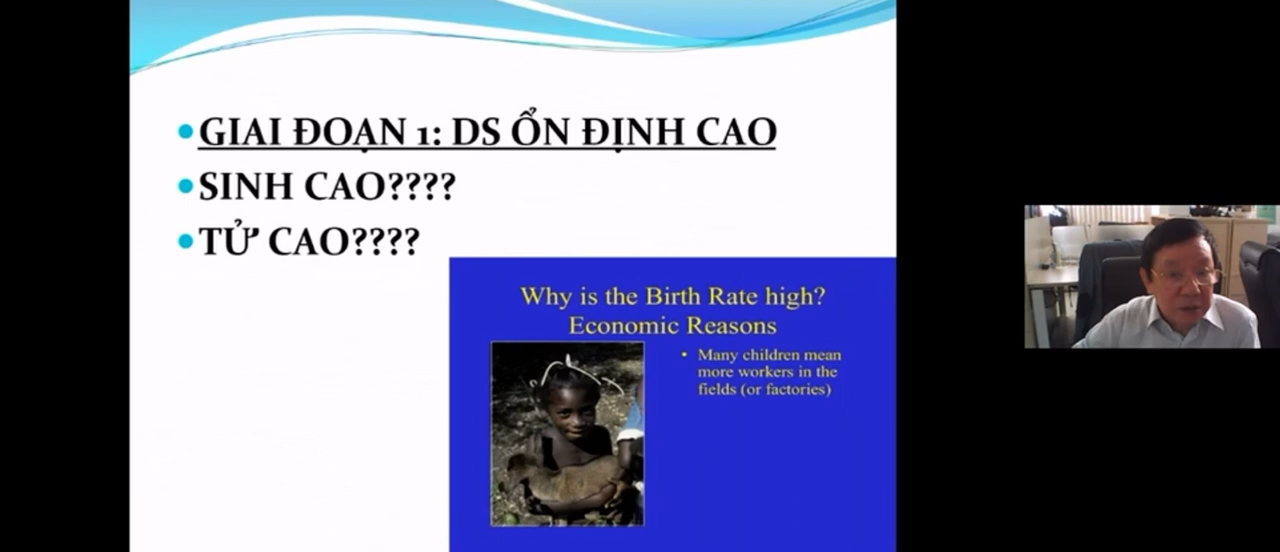 GIAI ĐOẠN 1: DS ỔN ĐỊNH CAO
SINH CAO????
TỬ CAO????
Why is the Birth Rate high?
Economic Reasons
• Many children mean
more workers in the
fields (or factories)